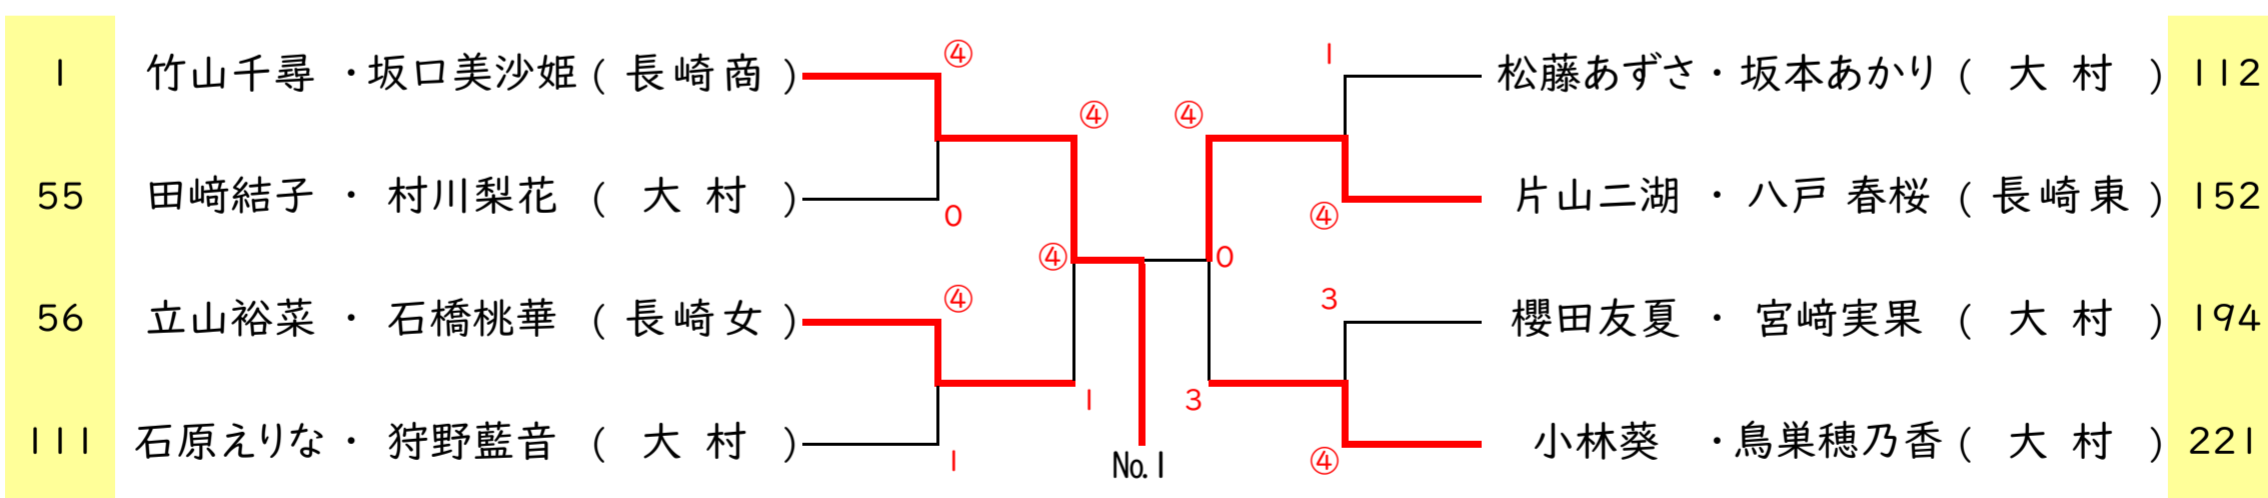 ④ 1
1 竹山千尋 ・坂口美沙姫 ( 長崎商 ) 松藤あずさ・坂本あかり ( 大 村 ) 112
④ ④
55 田﨑結子 ・ 村川梨花 ( 大 村 ) 片山二湖 ・ 八戸 春桜 ( 長崎東 ) 152
0 ④
④ 0
④ 3
56 立山裕菜 ・ 石橋桃華 ( 長崎女 ) 櫻田友夏 ・ 宮﨑実果 ( 大 村 ) 194
1 3
111 石原えりな・ 狩野藍音 ( 大 村 ) 小林葵 ・鳥巣穂乃香 ( 大 村 ) 221
1 No.1 ④